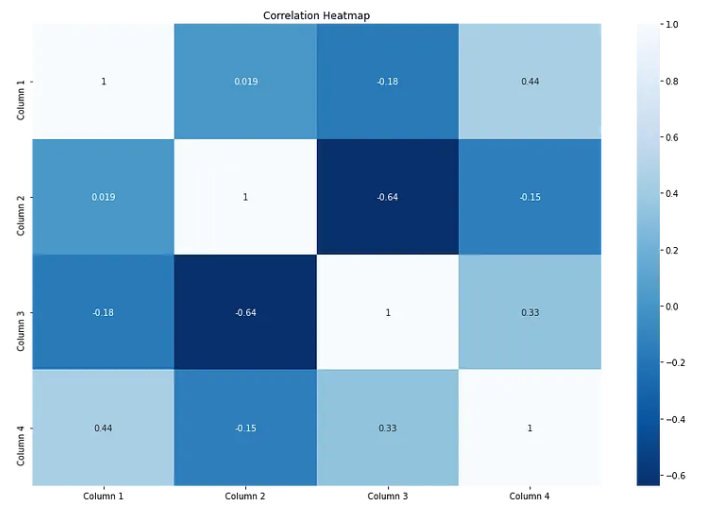 Correlation Heatmap
Column 1
1
0.019
-0.18
0.44
Column 2
0.019
1
-0.64
-0.15
Column 3
-0.18
-0.64
1
0.33
Column 4
0.44
-0.15
0.33
1
Column 1
Column 2
Column 3
Column 4
1.0
0.8
0.6
0.4
0.2
0.0
−0.2
−0.4
−0.6